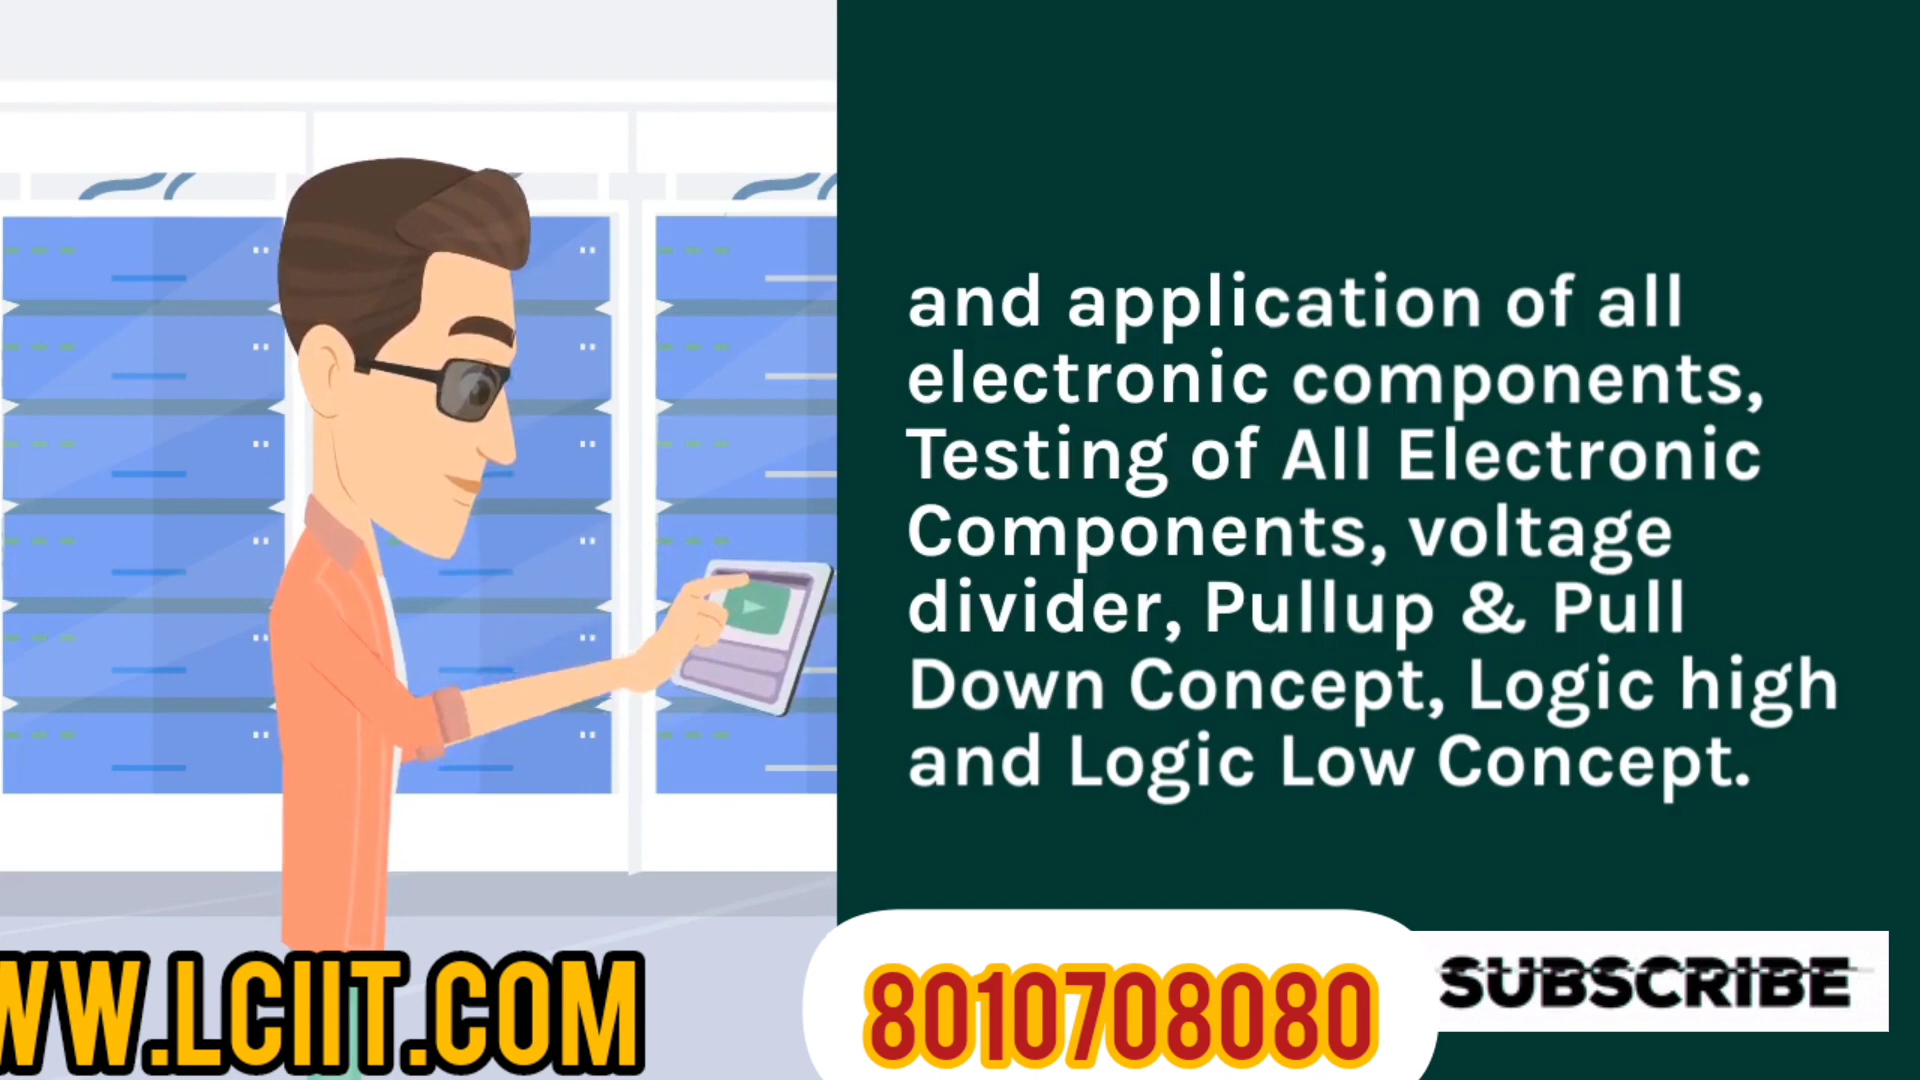 and application of all
electronic components,
Testing of All Electronic
Components, voltage
divider, Pullup & Pull
Down Concept, Logic high
and Logic Low Concept.
WW.LCIIT.COM
8010708080
SUBSCRIBE